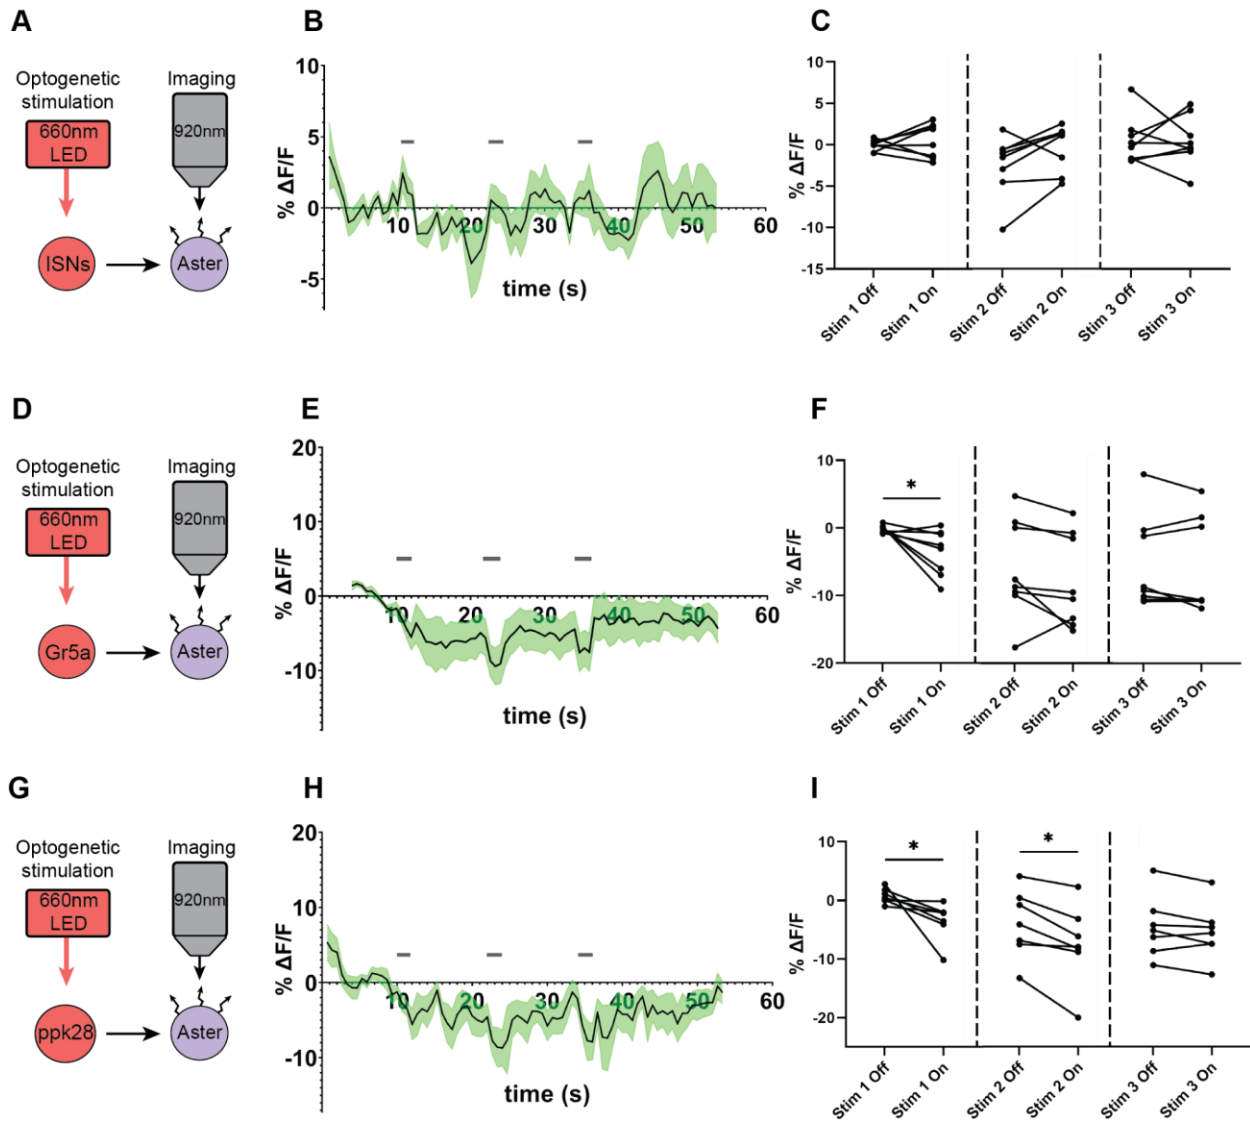 A
Optogenetic
stimulation
Imaging
660nm
LED
920nm
ISNs
Aster
B
% ΔF/F
10
5
0
-5
10
20
30
40
50
60
time (s)
C
% ΔF/F
10
5
0
-5
-10
-15
Stim 1 Off
Stim 1 On
Stim 2 Off
Stim 2 On
Stim 3 Off
Stim 3 On
D
Optogenetic
stimulation
Imaging
660nm
LED
920nm
Gr5a
Aster
E
% ΔF/F
20
10
0
-10
10
20
30
40
50
60
time (s)
F
% ΔF/F
10
0
-10
-20
*
Stim 1 Off
Stim 1 On
Stim 2 Off
Stim 2 On
Stim 3 Off
Stim 3 On
G
Optogenetic
stimulation
Imaging
660nm
LED
920nm
ppk28
Aster
H
% ΔF/F
20
10
0
-10
10
20
30
40
50
60
time (s)
I
% ΔF/F
10
0
-10
-20
*
*
Stim 1 Off
Stim 1 On
Stim 2 Off
Stim 2 On
Stim 3 Off
Stim 3 On